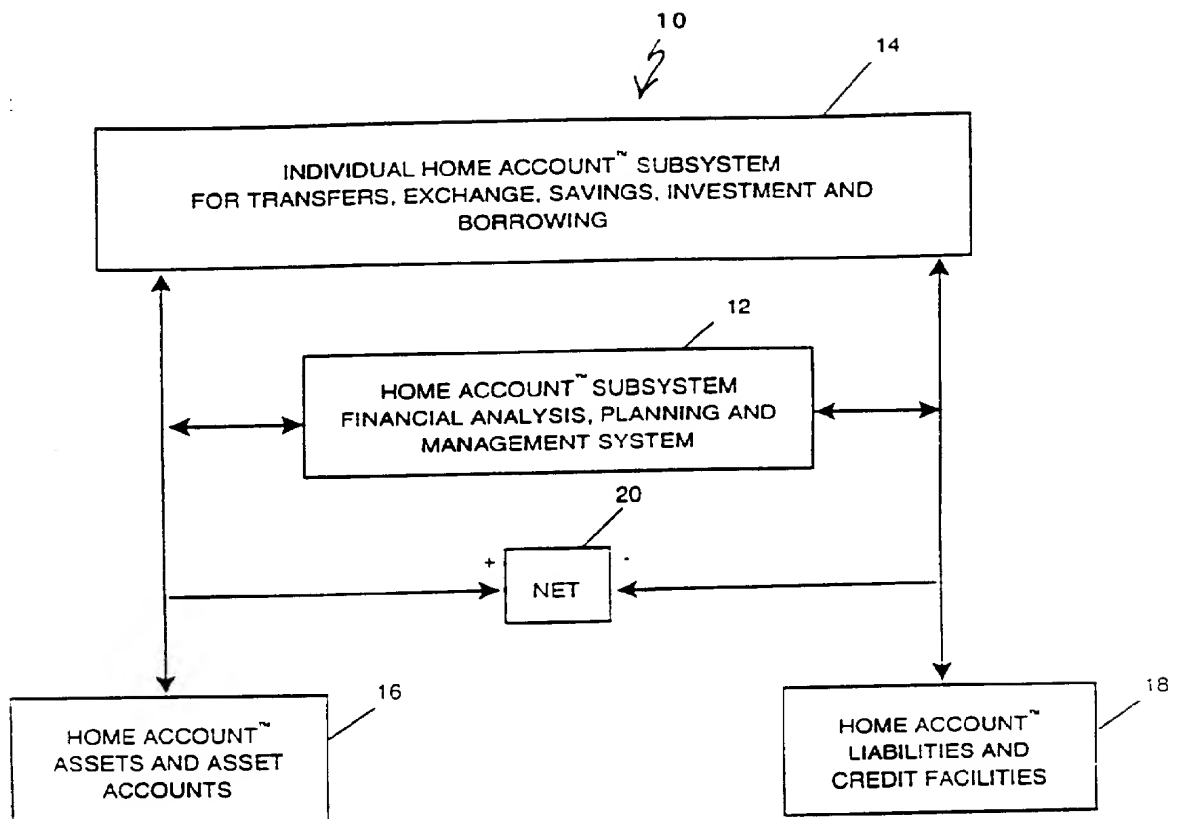 10
14
INDIVIDUAL HOME ACCOUNT™ SUBSYSTEM
FOR TRANSFERS, EXCHANGE, SAVINGS, INVESTMENT AND
BORROWING
12
HOME ACCOUNT™ SUBSYSTEM
FINANCIAL ANALYSIS, PLANNING AND
MANAGEMENT SYSTEM
20
+ -
NET
16
HOME ACCOUNT™
ASSETS AND ASSET
ACCOUNTS
18
HOME ACCOUNT™
LIABILITIES AND
CREDIT FACILITIES